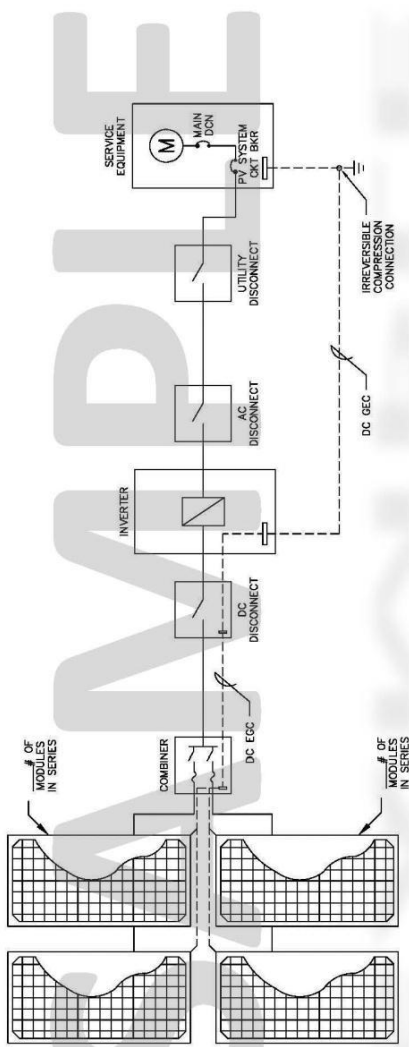 SAMPLE
# OF
MODULES
IN SERIES
COMBINER
DC EGC
DC
DISCONNECT
INVERTER
AC
DISCONNECT
UTILITY
DISCONNECT
SERVICE
EQUIPMENT
M
MAIN
DCN
PV SYSTEM
CKT BKR
IRREVERSIBLE
COMPRESSION
CONNECTION
DC GEC
# OF
MODULES
IN SERIES